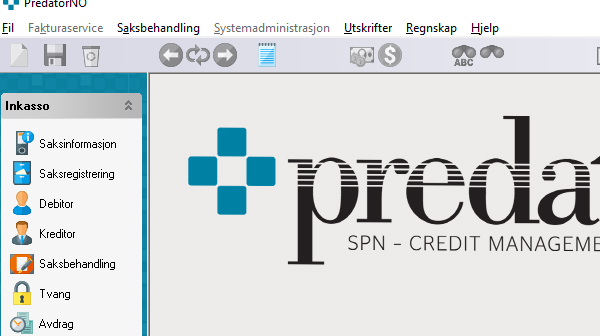 PredatorNO
Fil Fakturaservice Saksbehandling Systemadministrasjon Utskrifter Regnskap Hjelp
ABC
Inkasso
Saksinformasjon
Saksregistrering
Debitor
Kreditor
Saksbehandling
Tvang
Avdrag
predat
SPN - CREDIT MANAGEME